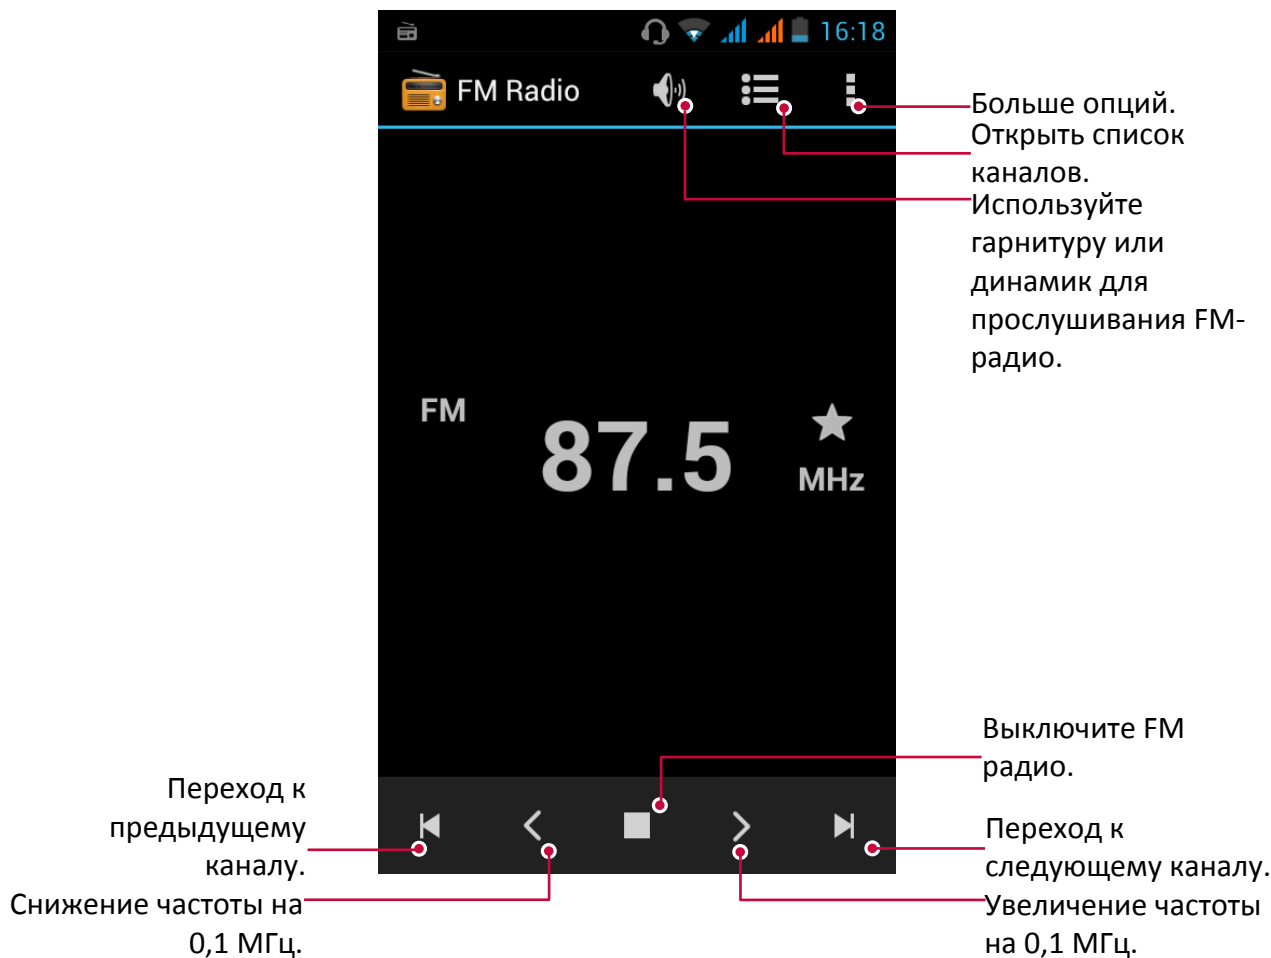 16:18
FM Radio
Больше опций.
Открыть список
каналов.
Используйте
гарнитуру или
динамик для
прослушивания FM-
радио.
FM
87.5
MHz
Выключите FM
радио.
Переход к
предыдущему
каналу.
Снижение частоты на
0,1 МГц.
Переход к
следующему каналу.
Увеличение частоты
на 0,1 МГц.